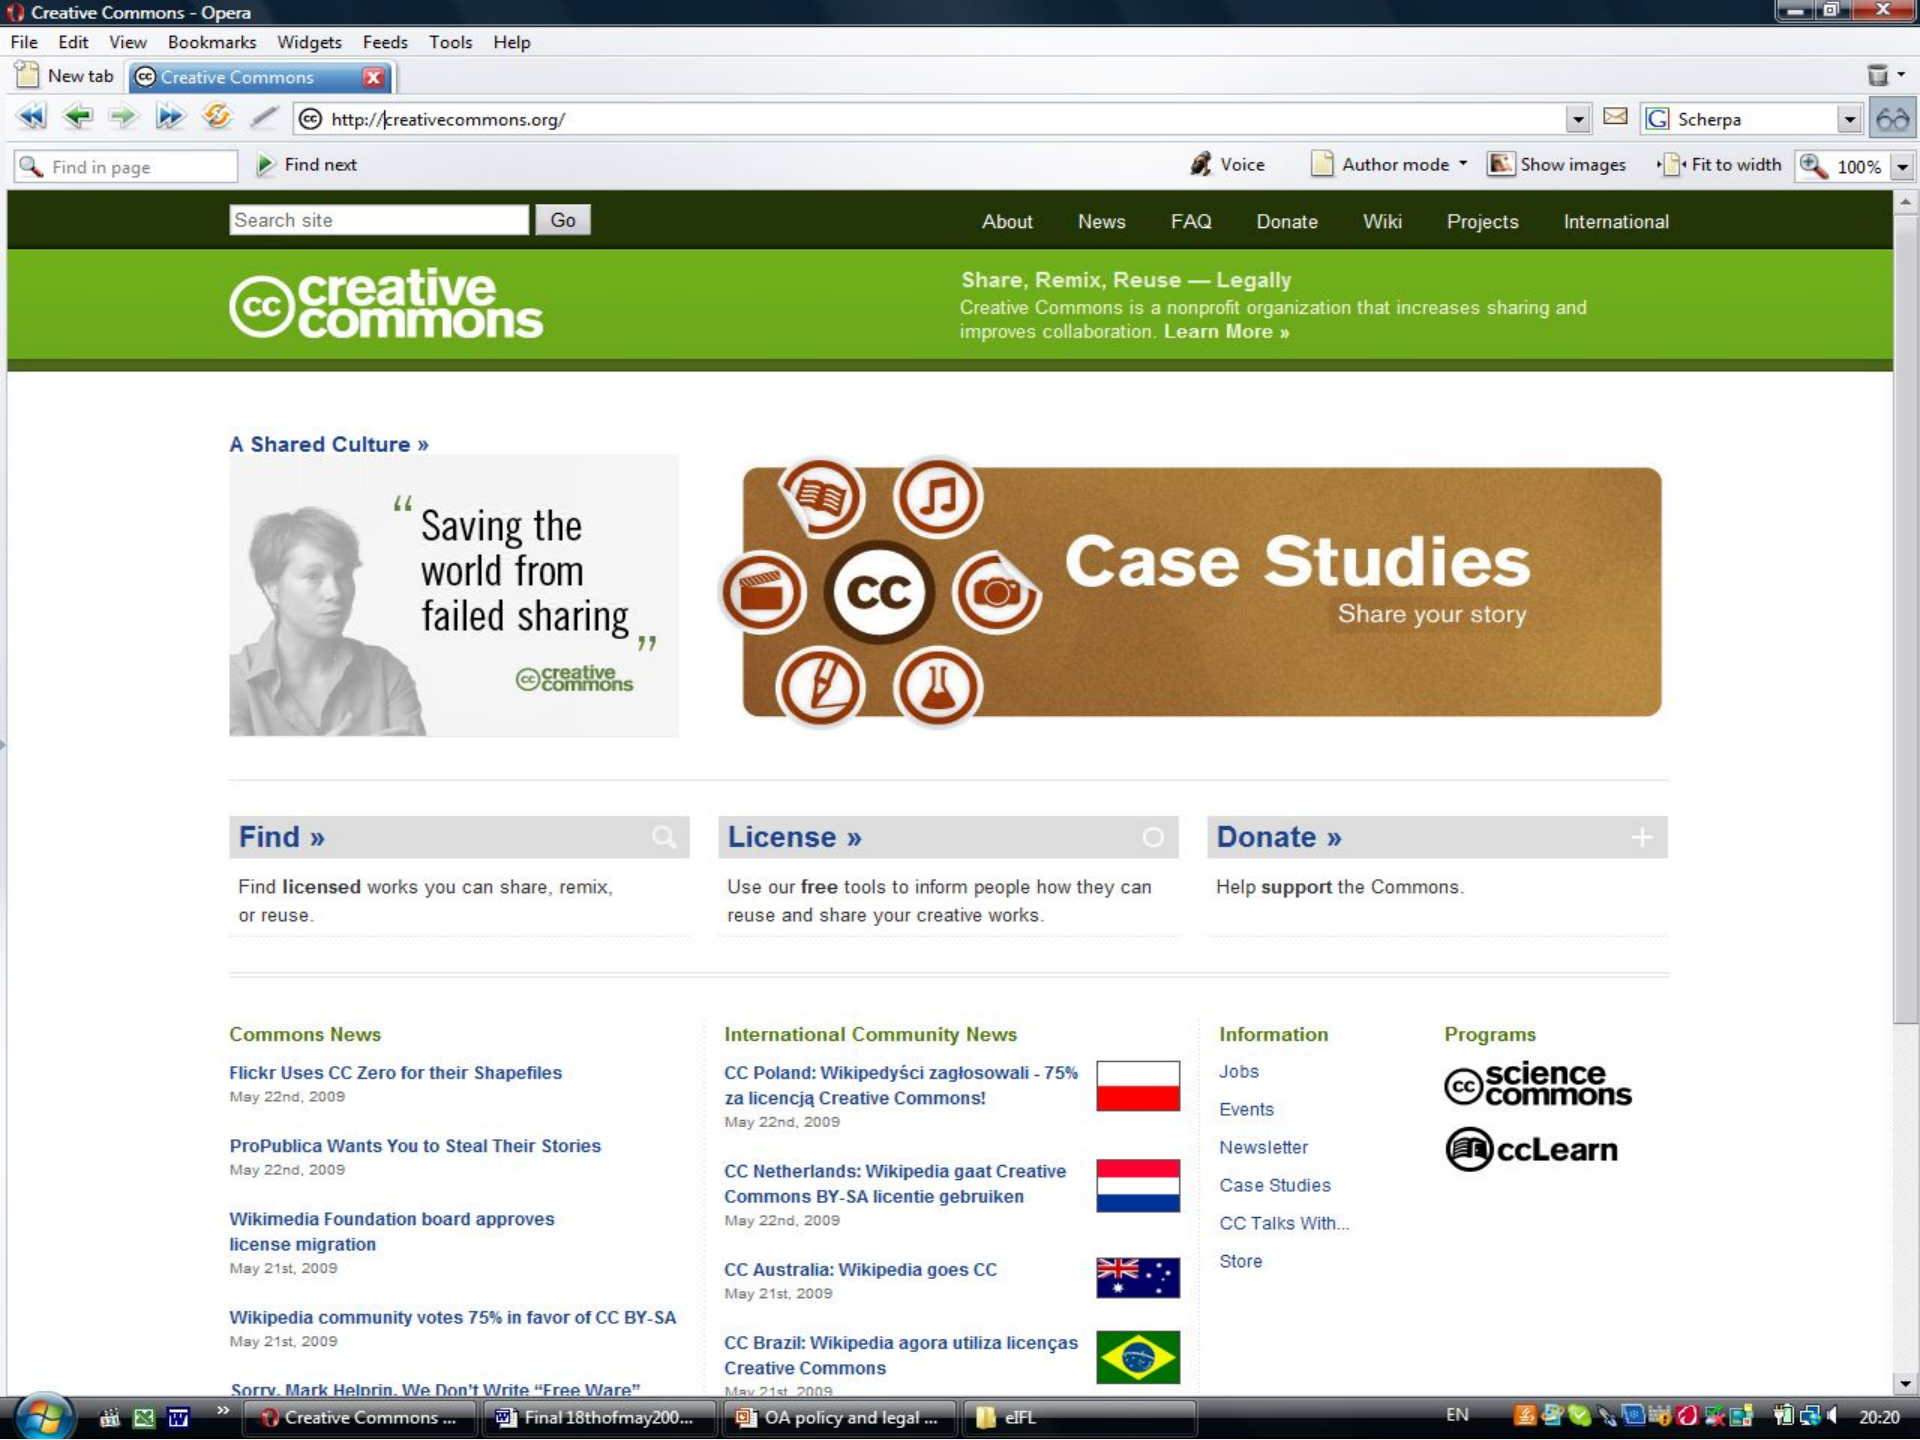 Creative Commons - Opera
File Edit View Bookmarks Widgets Feeds Tools Help
New tab Creative Commons
http://creativecommons.org/ Scherpa
Find in page Find next Voice Author mode Show images Fit to width 100%
Search site Go About News FAQ Donate Wiki Projects International
cc creative
commons
Share, Remix, Reuse — Legally
Creative Commons is a nonprofit organization that increases sharing and
improves collaboration. Learn More »
A Shared Culture »
“ Saving the
world from
failed sharing ”
cc creative
commons
cc
Case Studies
Share your story
Find »
Find licensed works you can share, remix,
or reuse.
License »
Use our free tools to inform people how they can
reuse and share your creative works.
Donate »
Help support the Commons.
Commons News
Flickr Uses CC Zero for their Shapefiles
May 22nd, 2009
ProPublica Wants You to Steal Their Stories
May 22nd, 2009
Wikimedia Foundation board approves
license migration
May 21st, 2009
Wikipedia community votes 75% in favor of CC BY-SA
May 21st, 2009
Sorry, Mark Helprin, We Don't Write “Free Ware”
International Community News
CC Poland: Wikipedyści zagłosowali - 75%
za licencją Creative Commons!
May 22nd, 2009
CC Netherlands: Wikipedia gaat Creative
Commons BY-SA licentie gebruiken
May 22nd, 2009
CC Australia: Wikipedia goes CC
May 21st, 2009
CC Brazil: Wikipedia agora utiliza licenças
Creative Commons
May 21st, 2009
Information
Jobs
Events
Newsletter
Case Studies
CC Talks With...
Store
Programs
cc science
commons
ccLearn
Creative Commons ... Final 18thofmay200... OA policy and legal ... eIFL EN 20:20